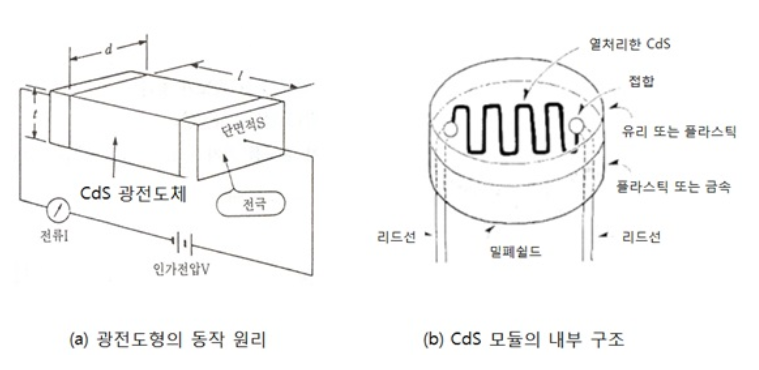 d
l
t
단면적S
CdS 광전도체
전극
전류I
인가전압V
(a) 광전도형의 동작 원리
열처리한 CdS
접합
유리 또는 플라스틱
플라스틱 또는 금속
리드선
리드선
밀폐쉴드
(b) CdS 모듈의 내부 구조